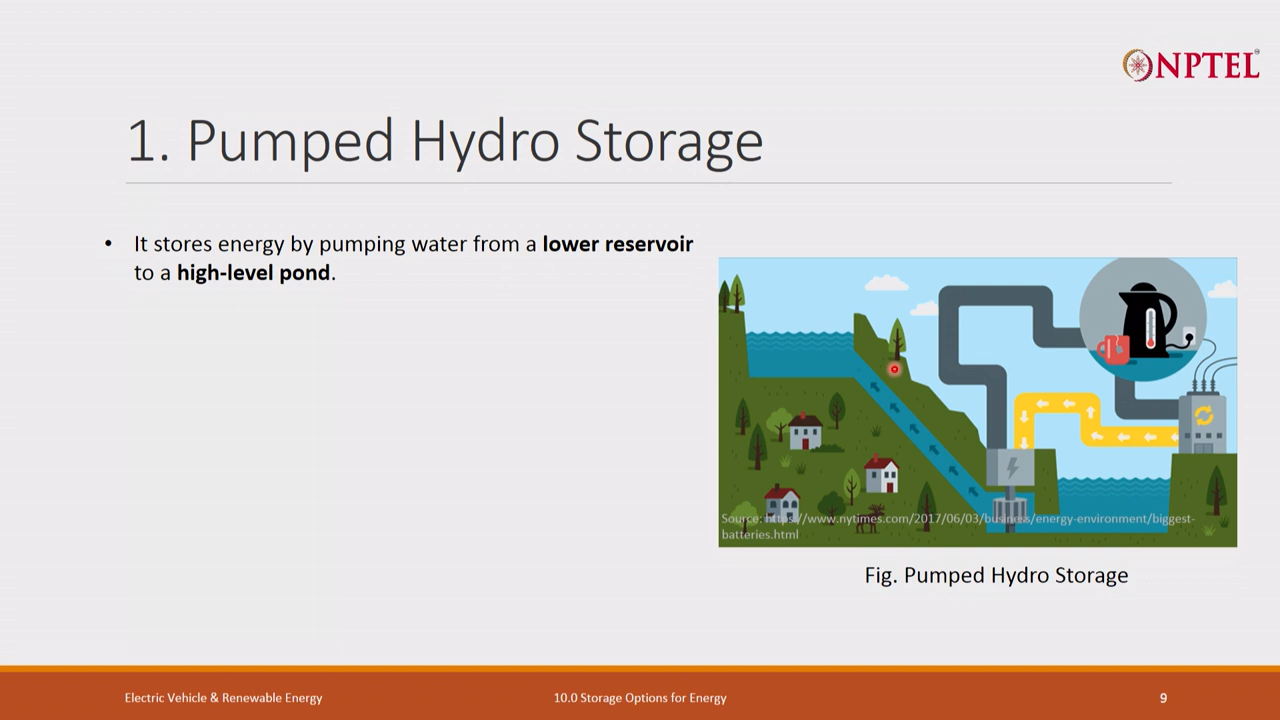 NPTEL
1. Pumped Hydro Storage
• It stores energy by pumping water from a lower reservoir
to a high-level pond.
Source: https://www.nytimes.com/2017/06/03/business/energy-environment/biggest-
batteries.html
Fig. Pumped Hydro Storage
Electric Vehicle & Renewable Energy
10.0 Storage Options for Energy
9